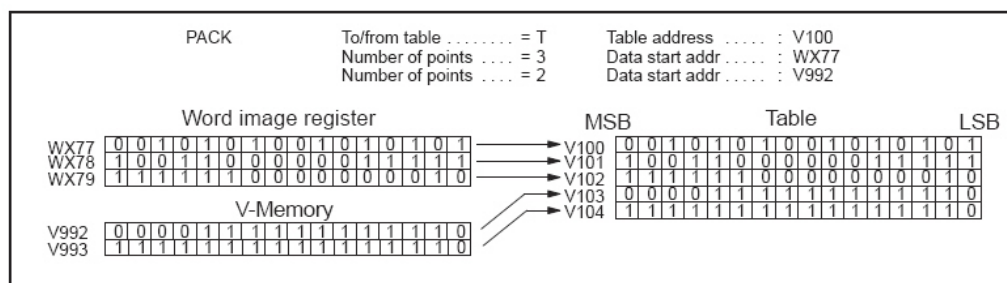 PACK To/from table . . . . . . . . = T Table address . . . . . : V100
Number of points . . . . = 3 Data start addr . . . . . : WX77
Number of points . . . . = 2 Data start addr . . . . . : V992
Word image register MSB Table LSB
WX77 0 0 1 0 1 0 1 0 0 1 0 1 0 1 0 1 V100 0 0 1 0 1 0 1 0 0 1 0 1 0 1 0 1
WX78 1 0 0 1 1 0 0 0 0 0 0 1 1 1 1 1 V101 1 0 0 1 1 0 0 0 0 0 0 1 1 1 1 1
WX79 1 1 1 1 1 1 0 0 0 0 0 0 0 0 1 0 V102 1 1 1 1 1 1 0 0 0 0 0 0 0 0 1 0
V103 0 0 0 0 1 1 1 1 1 1 1 1 1 1 1 0
V-Memory V104 1 1 1 1 1 1 1 1 1 1 1 1 1 1 1 0
V992 0 0 0 0 1 1 1 1 1 1 1 1 1 1 1 0
V993 1 1 1 1 1 1 1 1 1 1 1 1 1 1 1 0